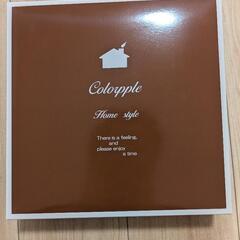 Colorpple
Home style
There is a feeling,
and
please enjoy
a time